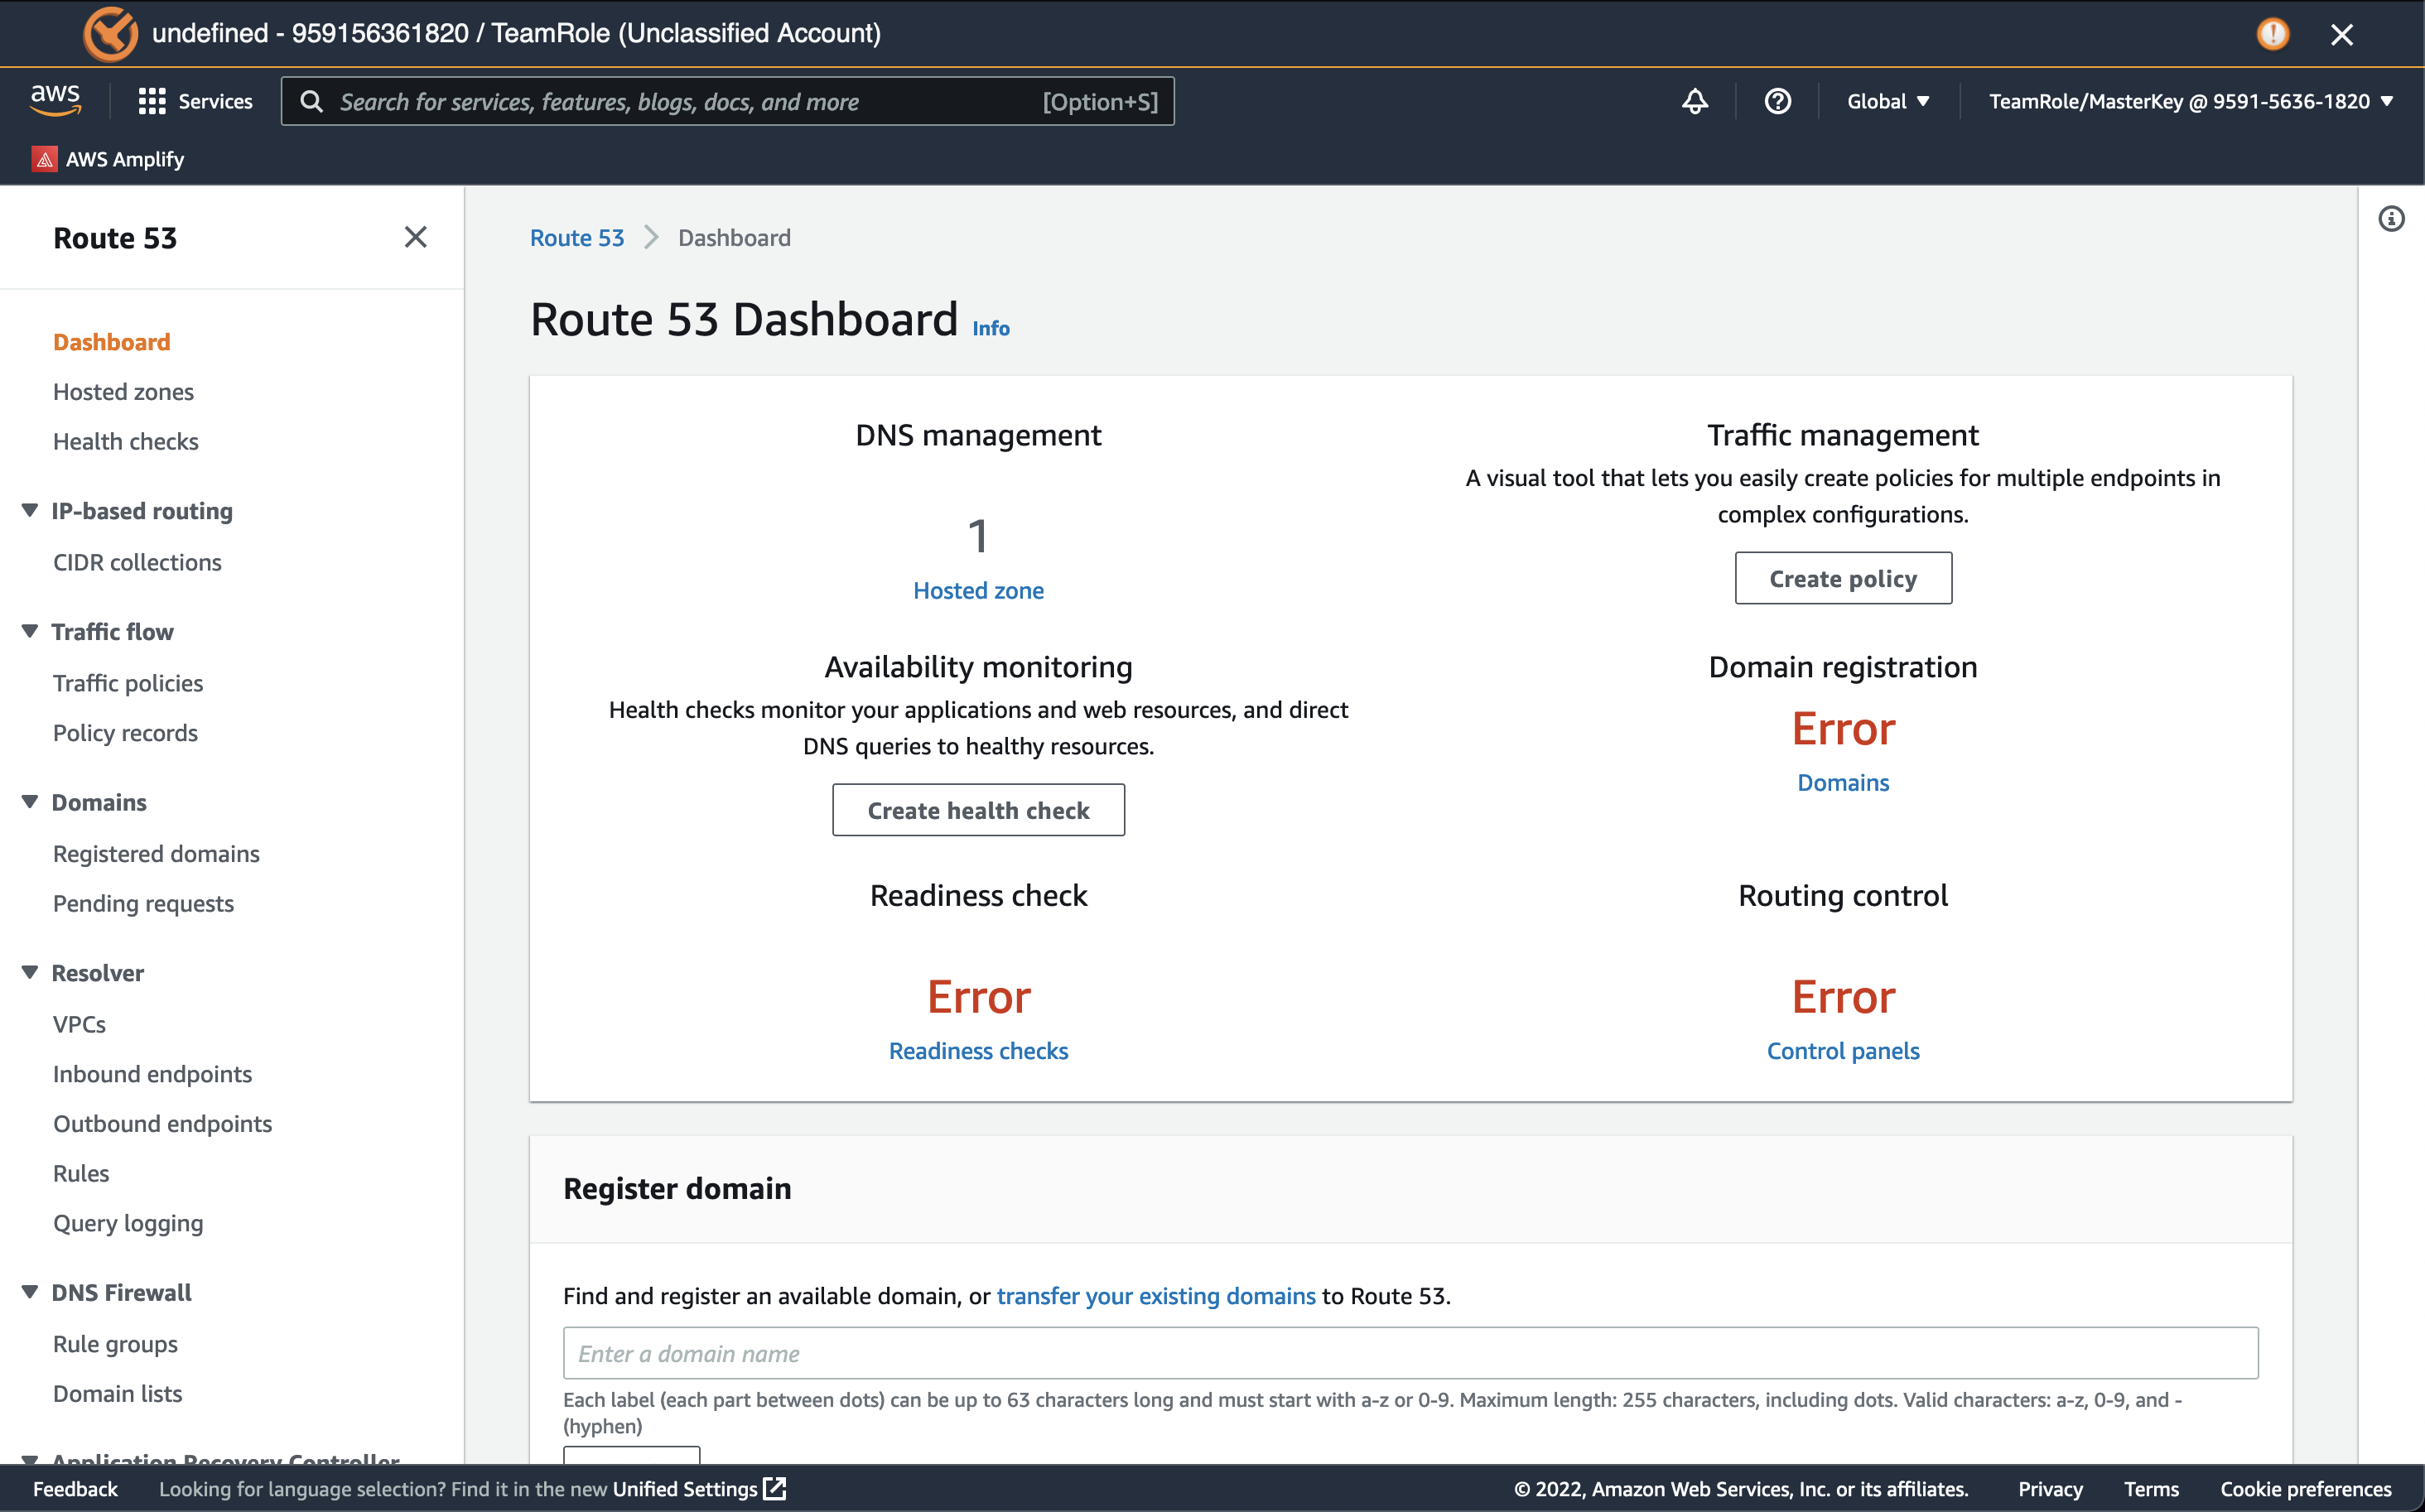 undefined - 959156361820 / TeamRole (Unclassified Account)
aws
Services
Search for services, features, blogs, docs, and more
[Option+S]
Global
TeamRole/MasterKey @ 9591-5636-1820
AWS Amplify
Route 53
Dashboard
Hosted zones
Health checks
IP-based routing
CIDR collections
Traffic flow
Traffic policies
Policy records
Domains
Registered domains
Pending requests
Resolver
VPCs
Inbound endpoints
Outbound endpoints
Rules
Query logging
DNS Firewall
Rule groups
Domain lists
Application Recovery Controller
Route 53
Dashboard
Route 53 Dashboard Info
DNS management
1
Hosted zone
Traffic management
A visual tool that lets you easily create policies for multiple endpoints in
complex configurations.
Create policy
Availability monitoring
Health checks monitor your applications and web resources, and direct
DNS queries to healthy resources.
Create health check
Domain registration
Error
Domains
Readiness check
Error
Readiness checks
Routing control
Error
Control panels
Register domain
Find and register an available domain, or transfer your existing domains to Route 53.
Enter a domain name
Each label (each part between dots) can be up to 63 characters long and must start with a-z or 0-9. Maximum length: 255 characters, including dots. Valid characters: a-z, 0-9, and -
(hyphen)
Feedback
Looking for language selection? Find it in the new Unified Settings
© 2022, Amazon Web Services, Inc. or its affiliates.
Privacy
Terms
Cookie preferences